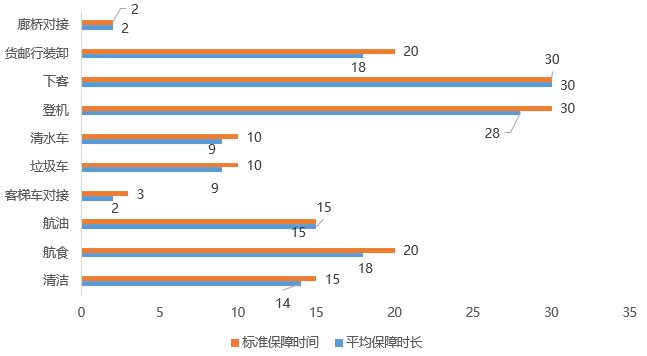 廊桥对接 2
2
货邮行装卸 20
18
下客 30
30
登机 30
28
清水车 10
9
垃圾车 10
9
客梯车对接 3
2
航油 15
15
航食 20
18
清洁 15
14
0 5 10 15 20 25 30 35
标准保障时间 平均保障时长